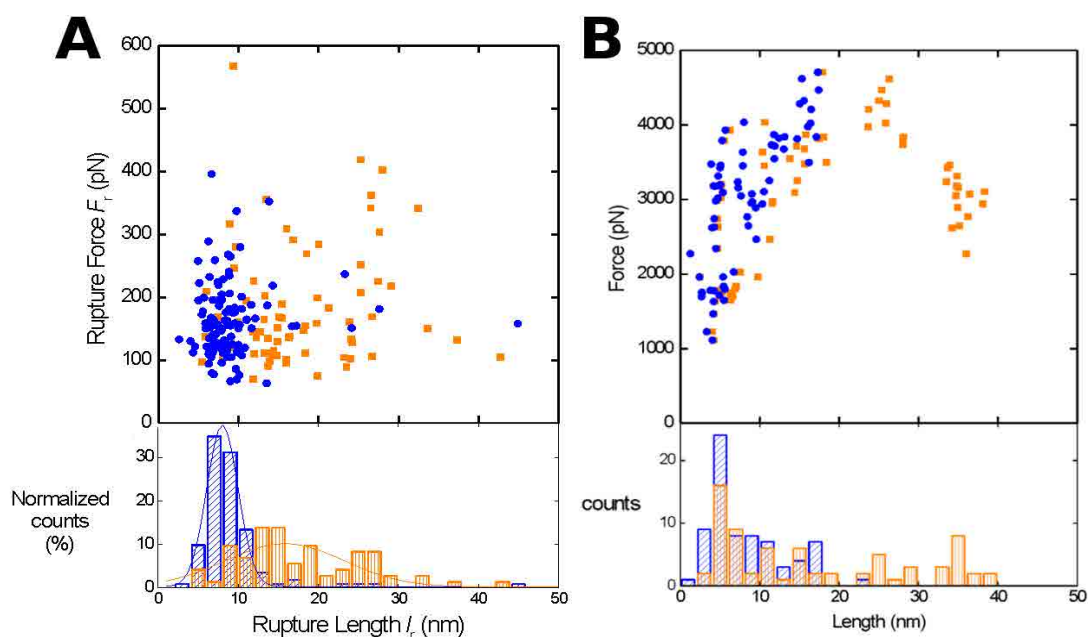 A
600
500
400
300
200
100
0
Rupture Force Fr (pN)
30
20
10
0
Normalized
counts
(%)
0 10 20 30 40 50
Rupture Length lr (nm)
B
5000
4000
3000
2000
1000
0
Force (pN)
20
10
0
counts
0 10 20 30 40 50
Length (nm)